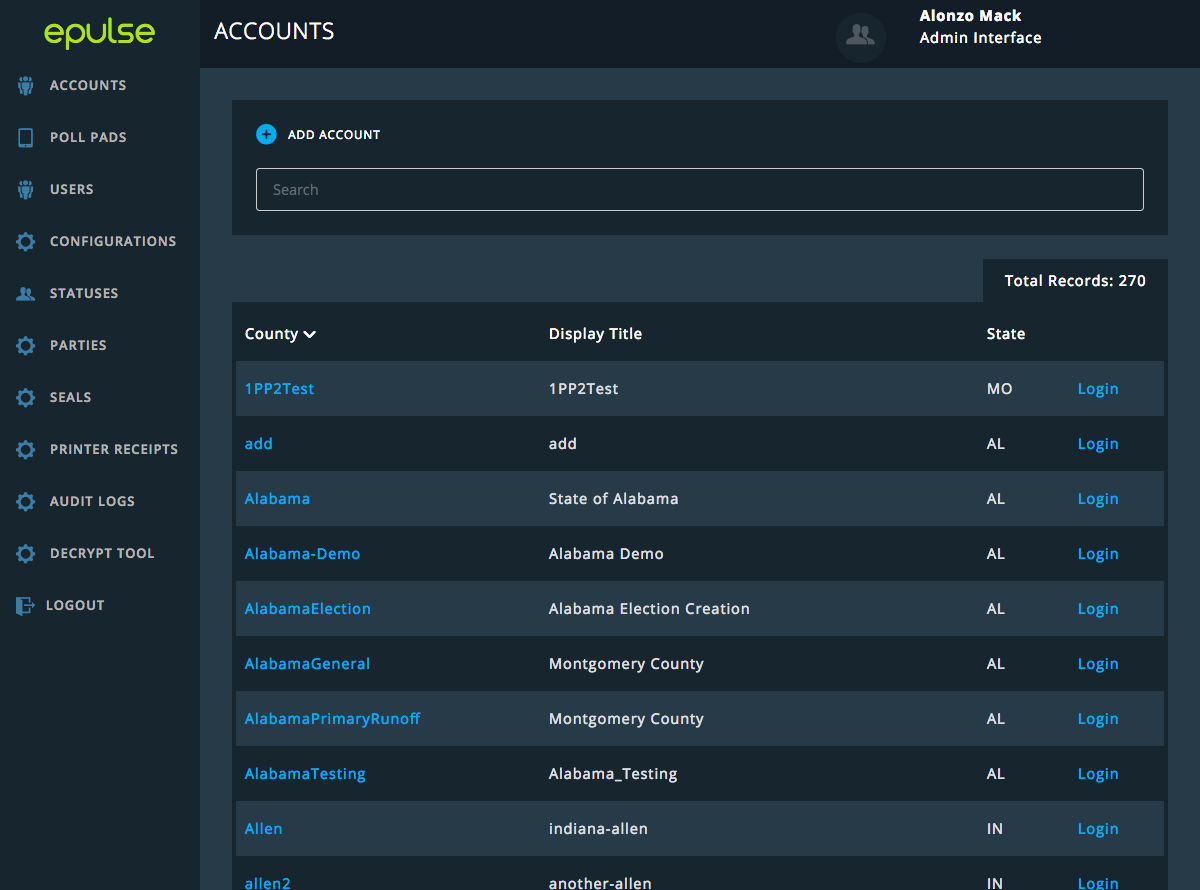 epulse
ACCOUNTS
Alonzo Mack
Admin Interface
ACCOUNTS
POLL PADS
USERS
CONFIGURATIONS
STATUSES
PARTIES
SEALS
PRINTER RECEIPTS
AUDIT LOGS
DECRYPT TOOL
LOGOUT
ADD ACCOUNT
Search
Total Records: 270
County Display Title State
1PP2Test 1PP2Test MO Login
add add AL Login
Alabama State of Alabama AL Login
Alabama-Demo Alabama Demo AL Login
AlabamaElection Alabama Election Creation AL Login
AlabamaGeneral Montgomery County AL Login
AlabamaPrimaryRunoff Montgomery County AL Login
AlabamaTesting Alabama_Testing AL Login
Allen indiana-allen IN Login
allen2 another-allen IN Login